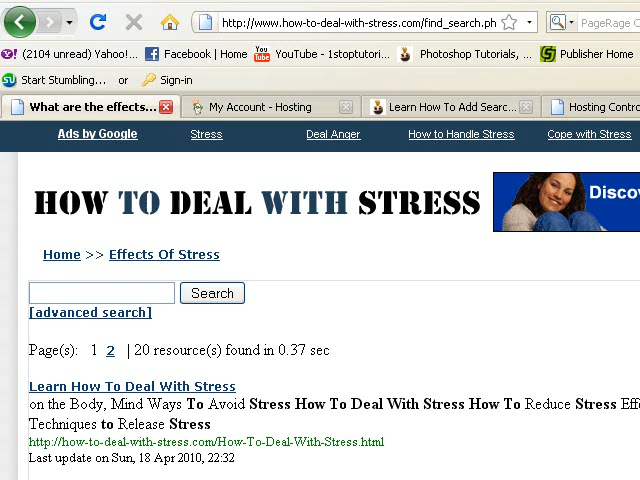 http://www.how-to-deal-with-stress.com/find_search.ph
PageRage C
(2104 unread) Yahoo!... Facebook | Home YouTube - 1stoptutori... Photoshop Tutorials, ... Publisher Home
Start Stumbling... or Sign-in
What are the effects... My Account - Hosting Learn How To Add Searc... Hosting Contro
Ads by Google Stress Deal Anger How to Handle Stress Cope with Stress
HOW TO DEAL WITH STRESS
Discov
Home >> Effects Of Stress
Search
[advanced search]
Page(s): 1 2 | 20 resource(s) found in 0.37 sec
Learn How To Deal With Stress
on the Body, Mind Ways To Avoid Stress How To Deal With Stress How To Reduce Stress Eff
Techniques to Release Stress
http://how-to-deal-with-stress.com/How-To-Deal-With-Stress.html
Last update on Sun, 18 Apr 2010, 22:32